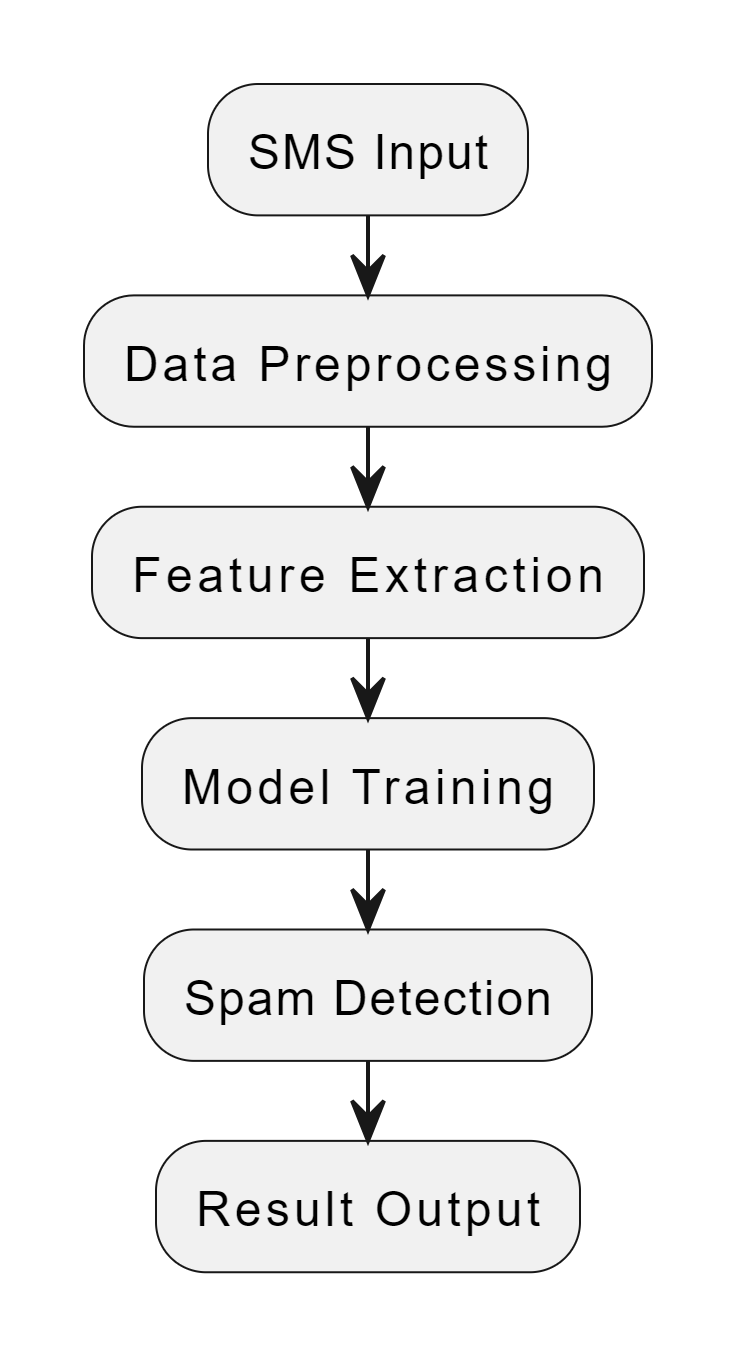 SMS Input
Data Preprocessing
Feature Extraction
Model Training
Spam Detection
Result Output